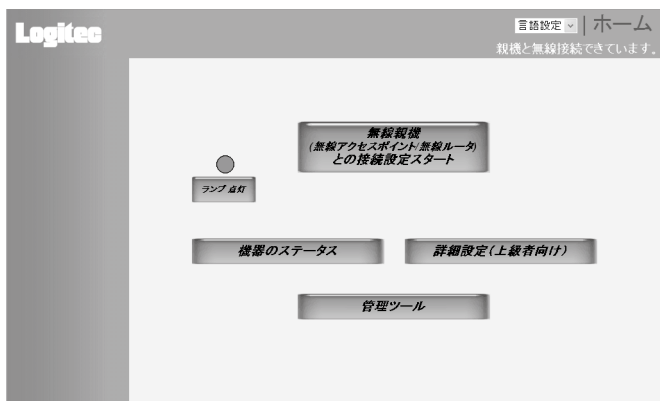 Logitec
言語設定 | ホーム
親機と無線接続できています。
無線親機
(無線アクセスポイント/無線ルータ)
との接続設定スタート
ランプ点灯
機器のステータス
詳細設定(上級者向け)
管理ツール